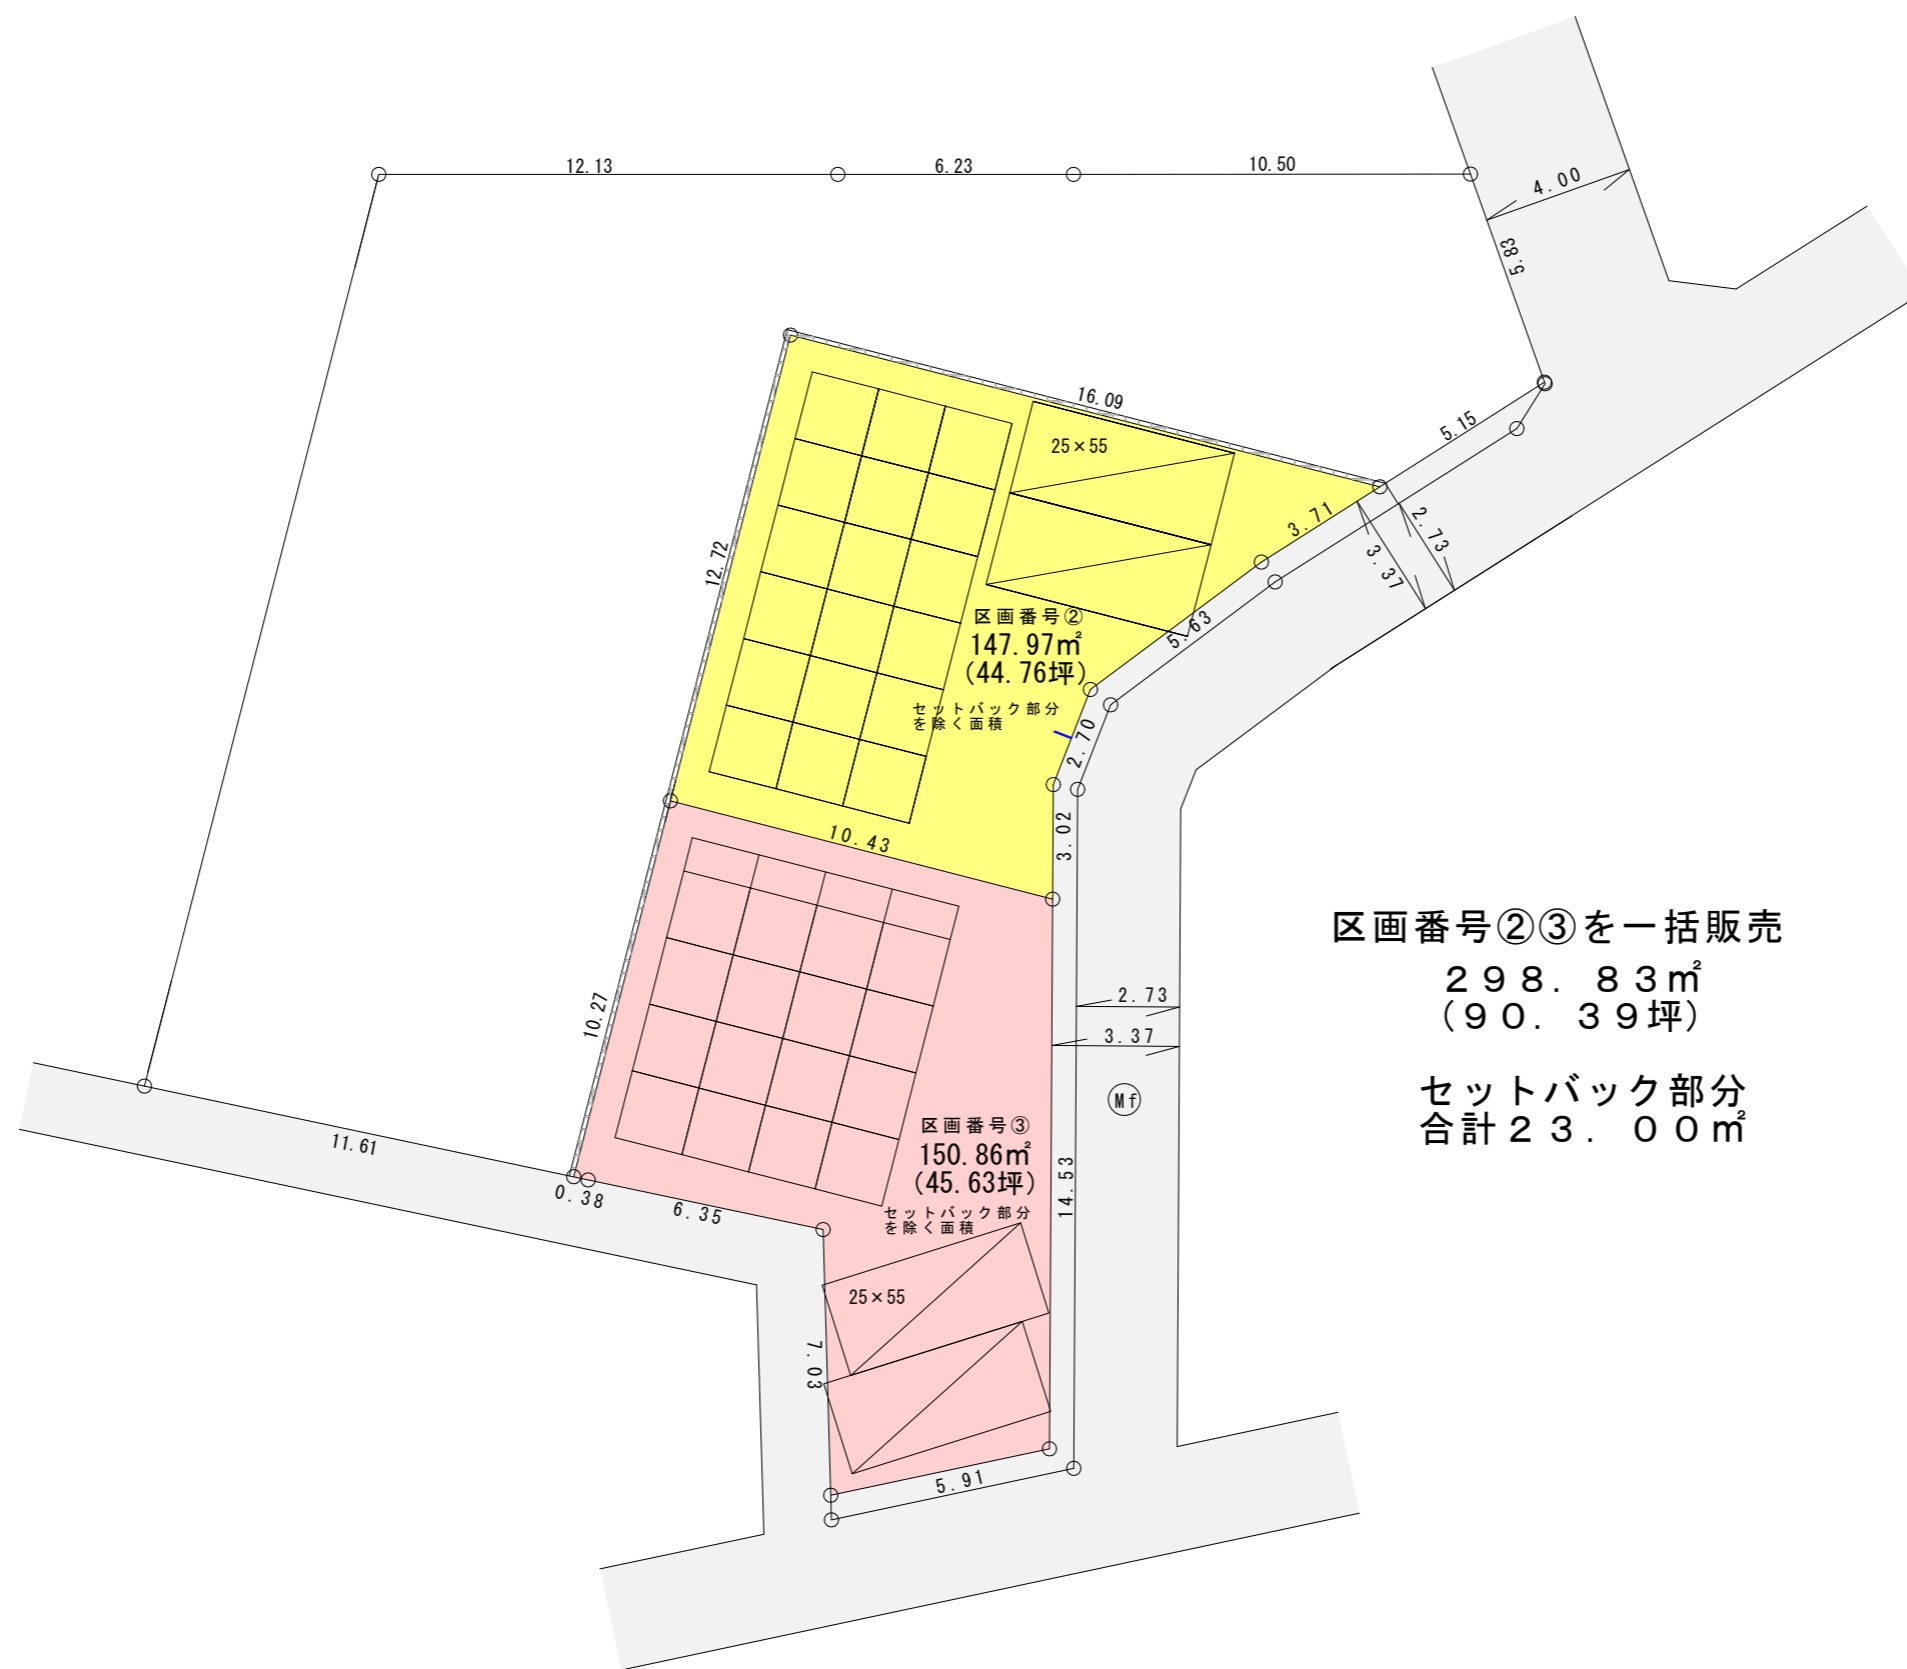 12.13
6.23
10.50
4.00
5.83
16.09
5.15
25×55
3.71
2.73
3.37
12.72
区画番号②
147.97㎡
(44.76坪)
5.63
セットバック部分
を除く面積
2.70
3.02
10.43
区画番号②③を一括販売
298.83㎡
(90.39坪)
2.73
3.37
10.27
セットバック部分
合計23.00㎡
Mf
区画番号③
150.86㎡
(45.63坪)
セットバック部分
を除く面積
14.53
11.61
0.38
6.35
25×55
7.03
5.91